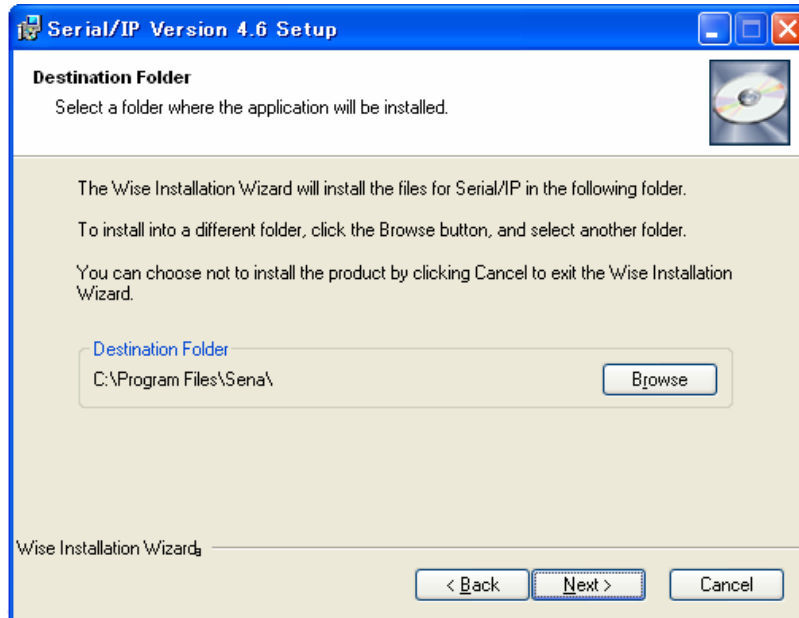 Serial/IP Version 4.6 Setup
Destination Folder
Select a folder where the application will be installed.
The Wise Installation Wizard will install the files for Serial/IP in the following folder.
To install into a different folder, click the Browse button, and select another folder.
You can choose not to install the product by clicking Cancel to exit the Wise Installation
Wizard.
Destination Folder
C:\Program Files\Sena\
Browse
Wise Installation Wizard
< Back
Next >
Cancel